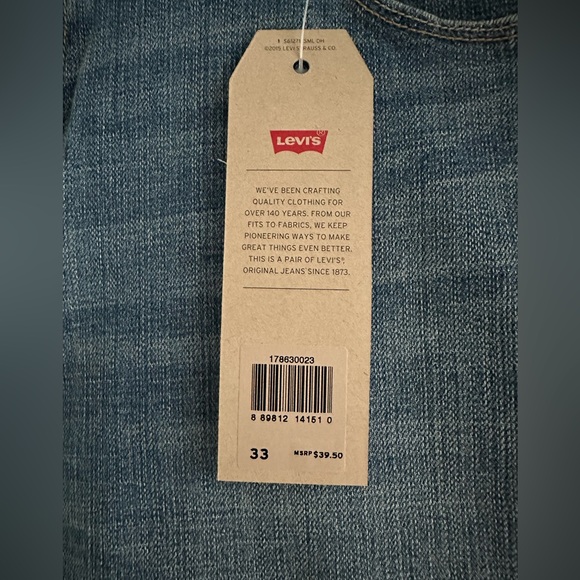 ©2015 LEVI STRAUSS & CO.
LEVI'S®
WE'VE BEEN CRAFTING
QUALITY CLOTHING FOR
OVER 140 YEARS. FROM OUR
FITS TO FABRICS, WE KEEP
PIONEERING WAYS TO MAKE
GREAT THINGS EVEN BETTER.
THIS IS A PAIR OF LEVI'S®
ORIGINAL JEANS SINCE 1873.
178630023
8 89812 14151 0
33 MSRP $39.50